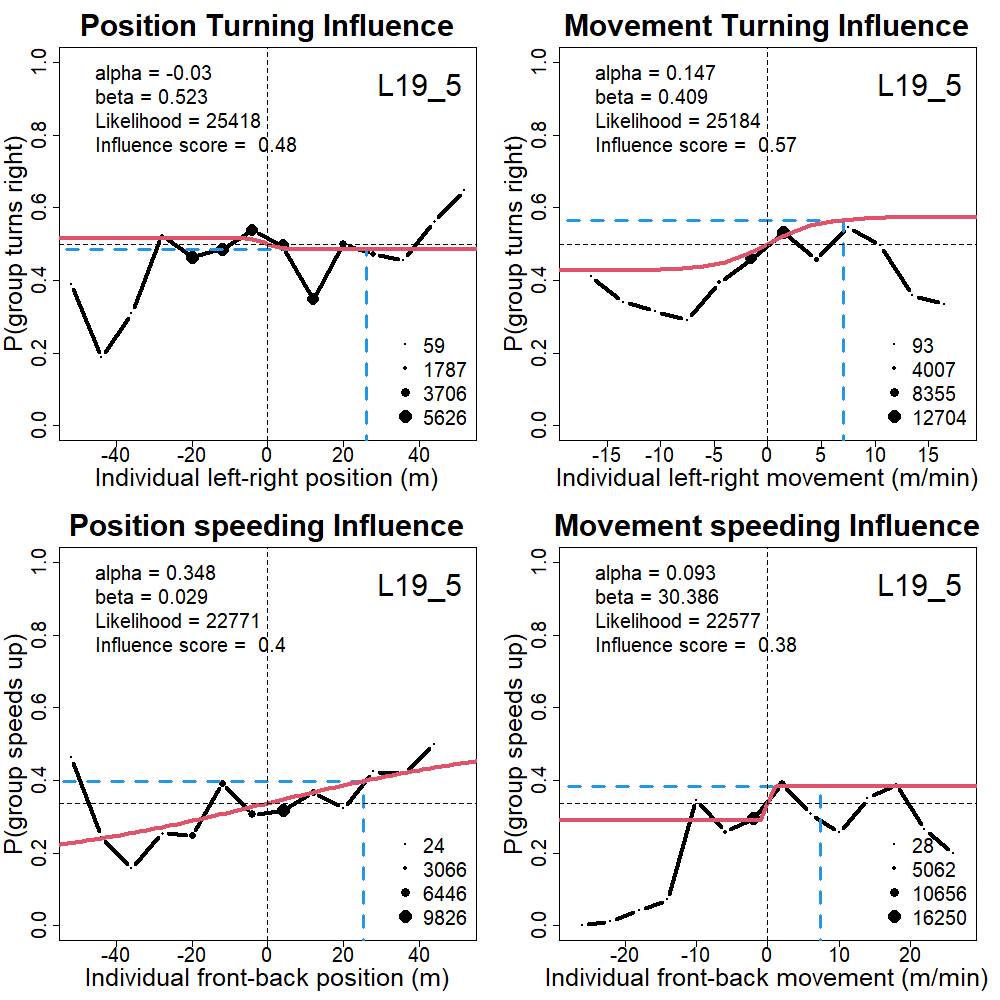 Position Turning Influence
P(group turns right)
1.0
0.8
0.6
0.4
0.2
0.0
alpha = -0.03
beta = 0.523
Likelihood = 25418
Influence score = 0.48
L19_5
59
1787
3706
5626
-40 -20 0 20 40
Individual left-right position (m)
Movement Turning Influence
P(group turns right)
1.0
0.8
0.6
0.4
0.2
0.0
alpha = 0.147
beta = 0.409
Likelihood = 25184
Influence score = 0.57
L19_5
93
4007
8355
12704
-15 -10 -5 0 5 10 15
Individual left-right movement (m/min)
Position speeding Influence
P(group speeds up)
1.0
0.8
0.6
0.4
0.2
0.0
alpha = 0.348
beta = 0.029
Likelihood = 22771
Influence score = 0.4
L19_5
24
3066
6446
9826
-40 -20 0 20 40
Individual front-back position (m)
Movement speeding Influence
P(group speeds up)
1.0
0.8
0.6
0.4
0.2
0.0
alpha = 0.093
beta = 30.386
Likelihood = 22577
Influence score = 0.38
L19_5
28
5062
10656
16250
-20 -10 0 10 20
Individual front-back movement (m/min)